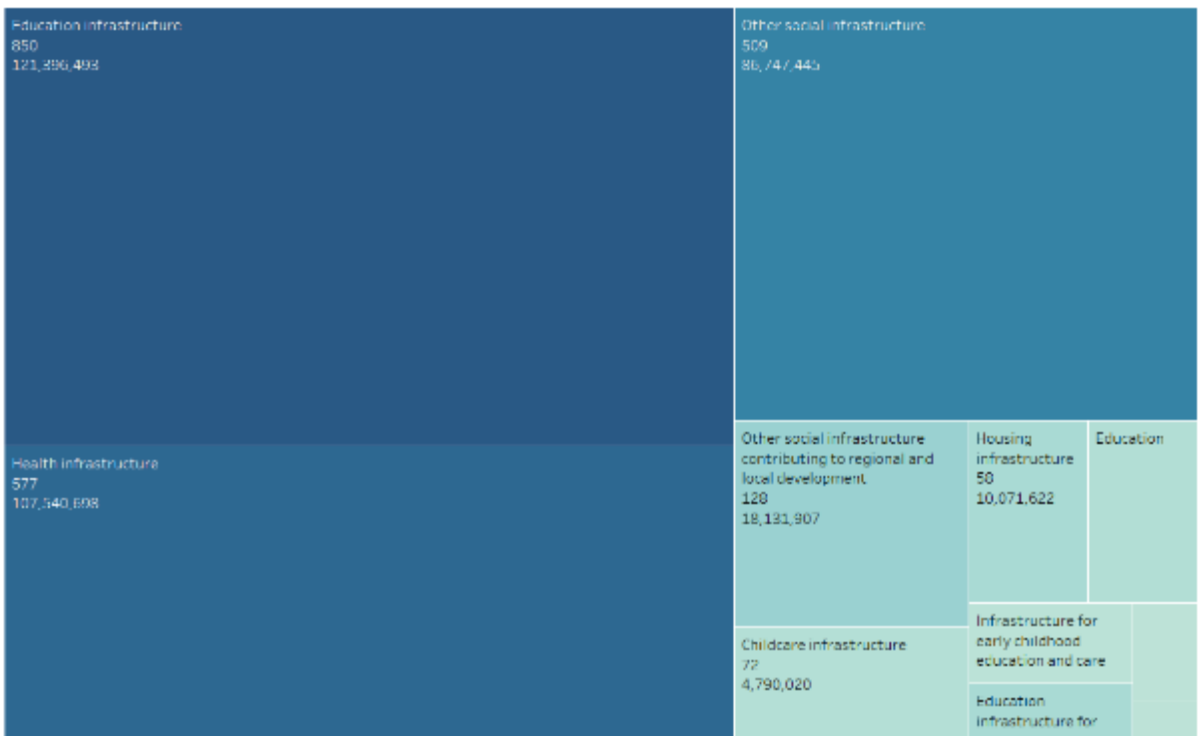 Education infrastructure
850
121,396,493
Other social infrastructure
509
86,747,445
Health infrastructure
577
107,540,698
Other social infrastructure
contributing to regional and
local development
128
18,131,907
Housing
infrastructure
58
10,071,622
Education
Childcare infrastructure
72
4,790,020
Infrastructure for
early childhood
education and care
Education
infrastructure for